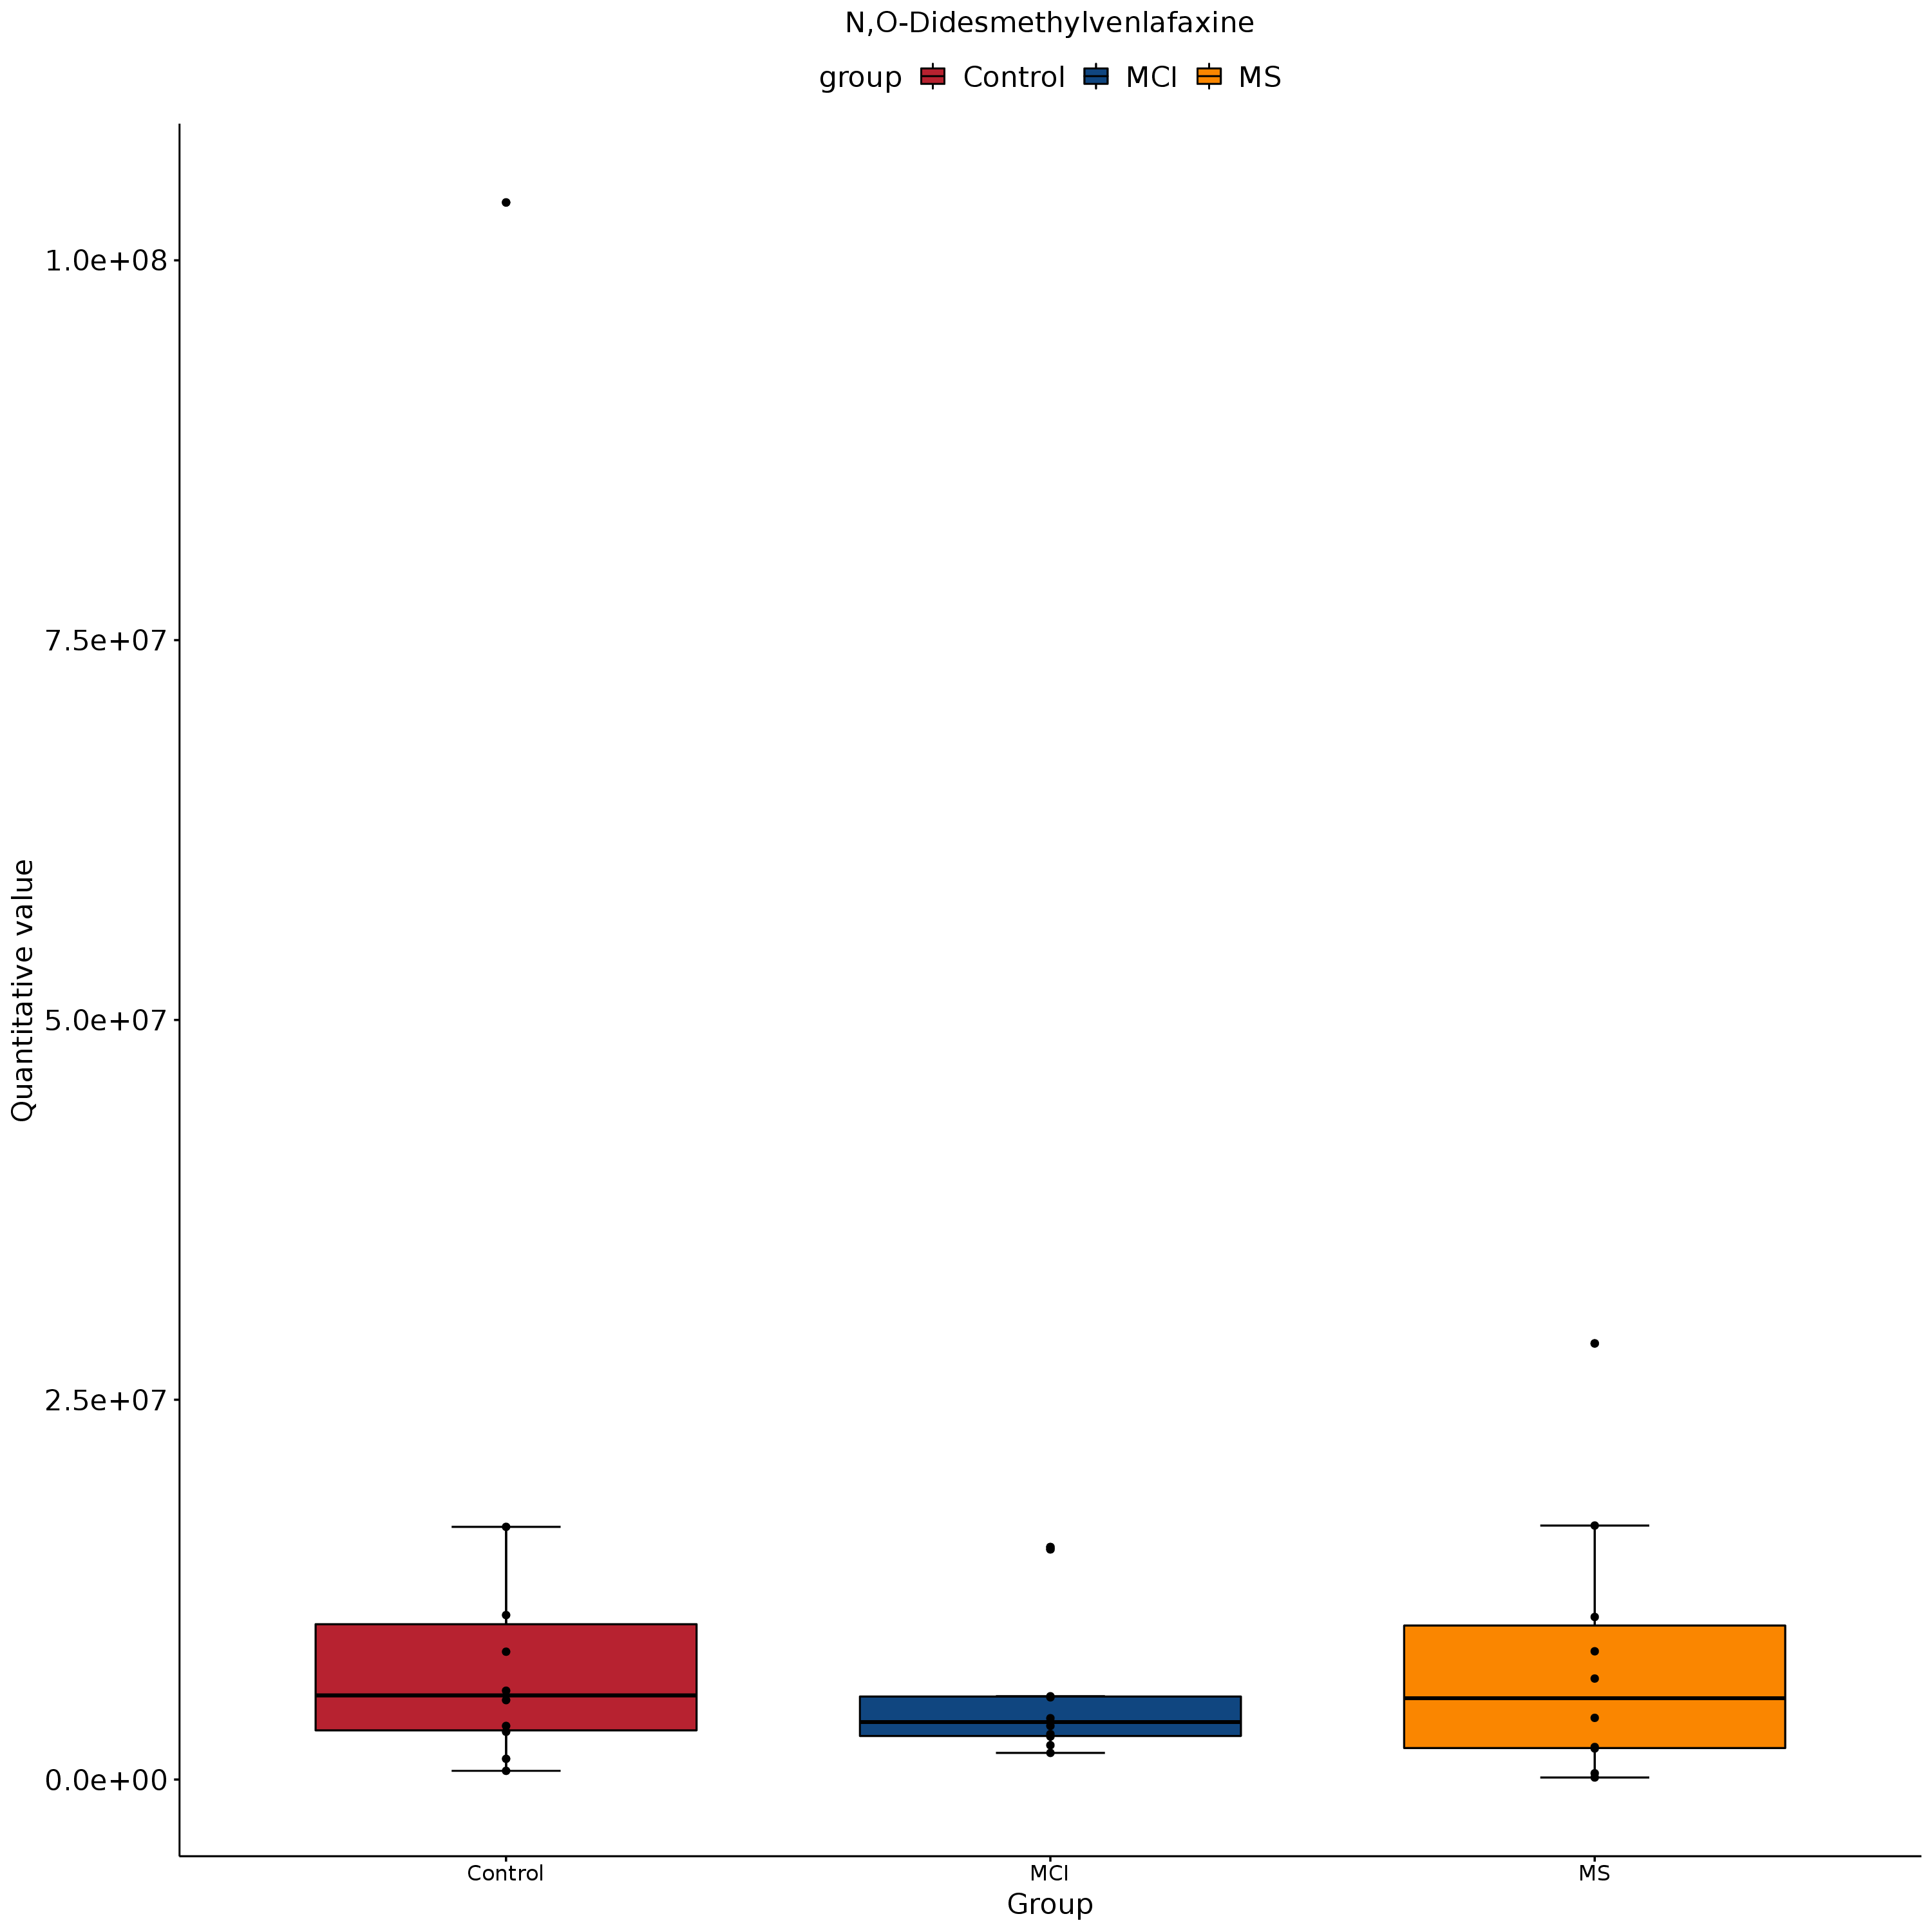 N,O-Didesmethylvenlafaxine
group Control MCI MS
1.0e+08
7.5e+07
5.0e+07
2.5e+07
0.0e+00
Quantitative value
Control MCI MS
Group